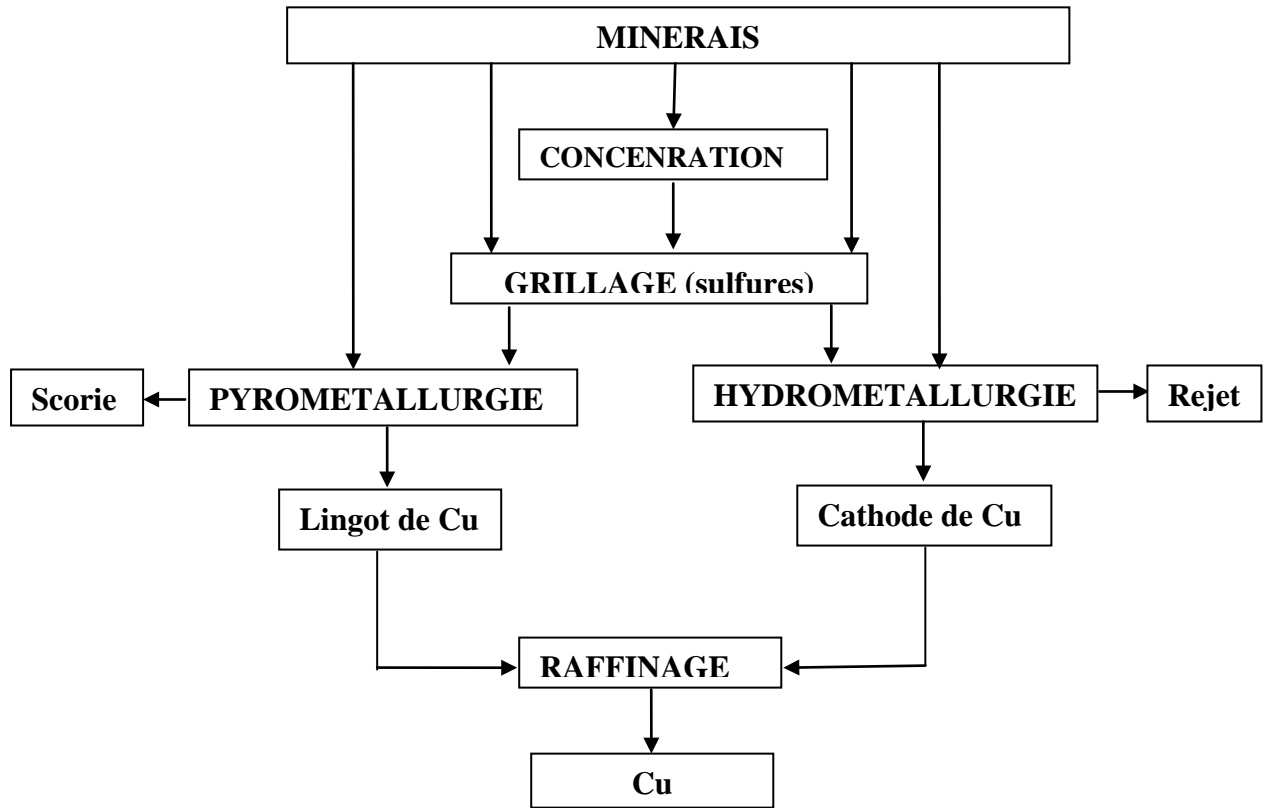 MINERAIS
CONCENRATION
GRILLAGE (sulfures)
Scorie
PYROMETALLURGIE
HYDROMETALLURGIE
Rejet
Lingot de Cu
Cathode de Cu
RAFFINAGE
Cu